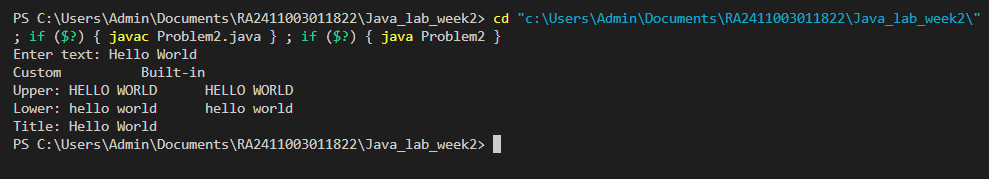 PS C:\Users\Admin\Documents\RA2411003011822\Java_lab_week2> cd "c:\Users\Admin\Documents\RA2411003011822\Java_lab_week2\"
; if ($?) { javac Problem2.java } ; if ($?) { java Problem2 }
Enter text: Hello World
Custom          Built-in
Upper: HELLO WORLD      HELLO WORLD
Lower: hello world      hello world
Title: Hello World
PS C:\Users\Admin\Documents\RA2411003011822\Java_lab_week2>